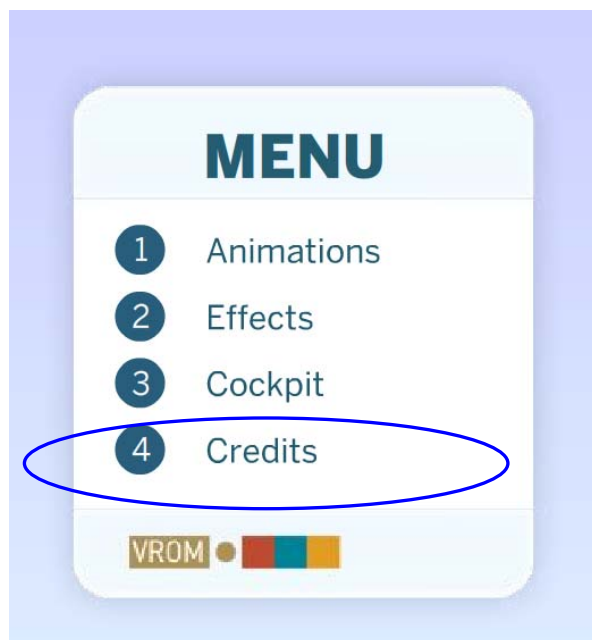 MENU
1 Animations
2 Effects
3 Cockpit
4 Credits
VROM